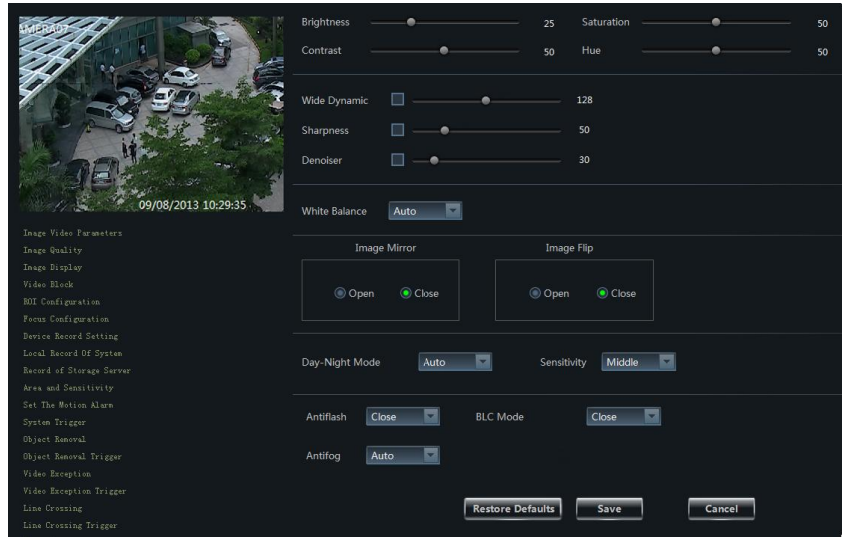 AMERA07
09/08/2013 10:29:35
Image Video Parameters
Image Quality
Image Display
Video Block
ROI Configuration
Focus Configuration
Device Record Setting
Local Record Of System
Record of Storage Server
Area and Sensitivity
Set The Motion Alarm
System Trigger
Object Removal
Object Removal Trigger
Video Exception
Video Exception Trigger
Line Crossing
Line Crossing Trigger
Brightness 25 Saturation 50
Contrast 50 Hue 50
Wide Dynamic 128
Sharpness 50
Denoiser 30
White Balance Auto
Image Mirror Image Flip
Open Close Open Close
Day-Night Mode Auto Sensitivity Middle
Antiflash Close BLC Mode Close
Antifog Auto
Restore Defaults Save Cancel